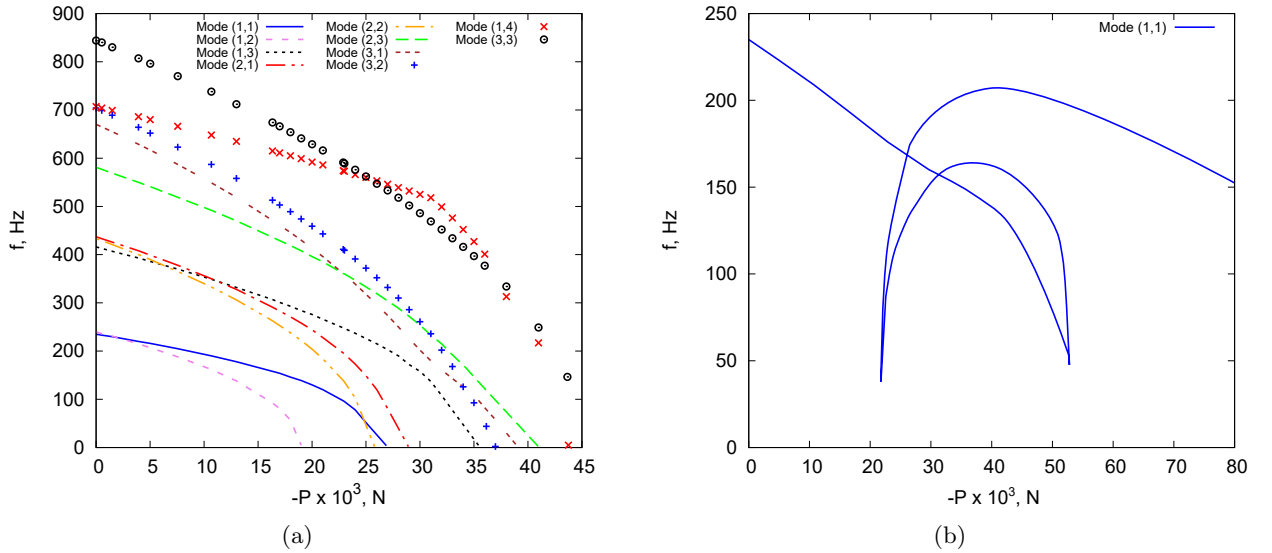 900
800
700
600
500
400
300
200
100
0
f, Hz
Mode (1,1)
Mode (1,2)
Mode (1,3)
Mode (2,1)
Mode (2,2)
Mode (2,3)
Mode (3,1)
Mode (3,2)
Mode (1,4)
Mode (3,3)
0 5 10 15 20 25 30 35 40 45
-P x 10³, N
(a)
250
200
150
100
50
0
f, Hz
Mode (1,1)
0 10 20 30 40 50 60 70 80
-P x 10³, N
(b)